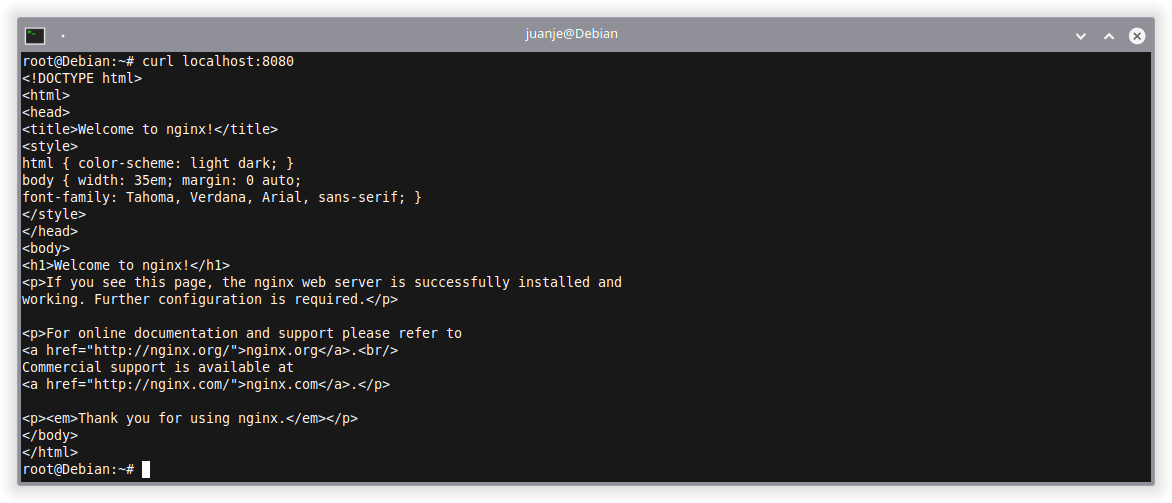 juanje@Debian
root@Debian:~# curl localhost:8080
<!DOCTYPE html>
<html>
<head>
<title>Welcome to nginx!</title>
<style>
html { color-scheme: light dark; }
body { width: 35em; margin: 0 auto;
font-family: Tahoma, Verdana, Arial, sans-serif; }
</style>
</head>
<body>
<h1>Welcome to nginx!</h1>
<p>If you see this page, the nginx web server is successfully installed and
working. Further configuration is required.</p>

<p>For online documentation and support please refer to
<a href="http://nginx.org/">nginx.org</a>.<br/>
Commercial support is available at
<a href="http://nginx.com/">nginx.com</a>.</p>

<p><em>Thank you for using nginx.</em></p>
</body>
</html>
root@Debian:~#